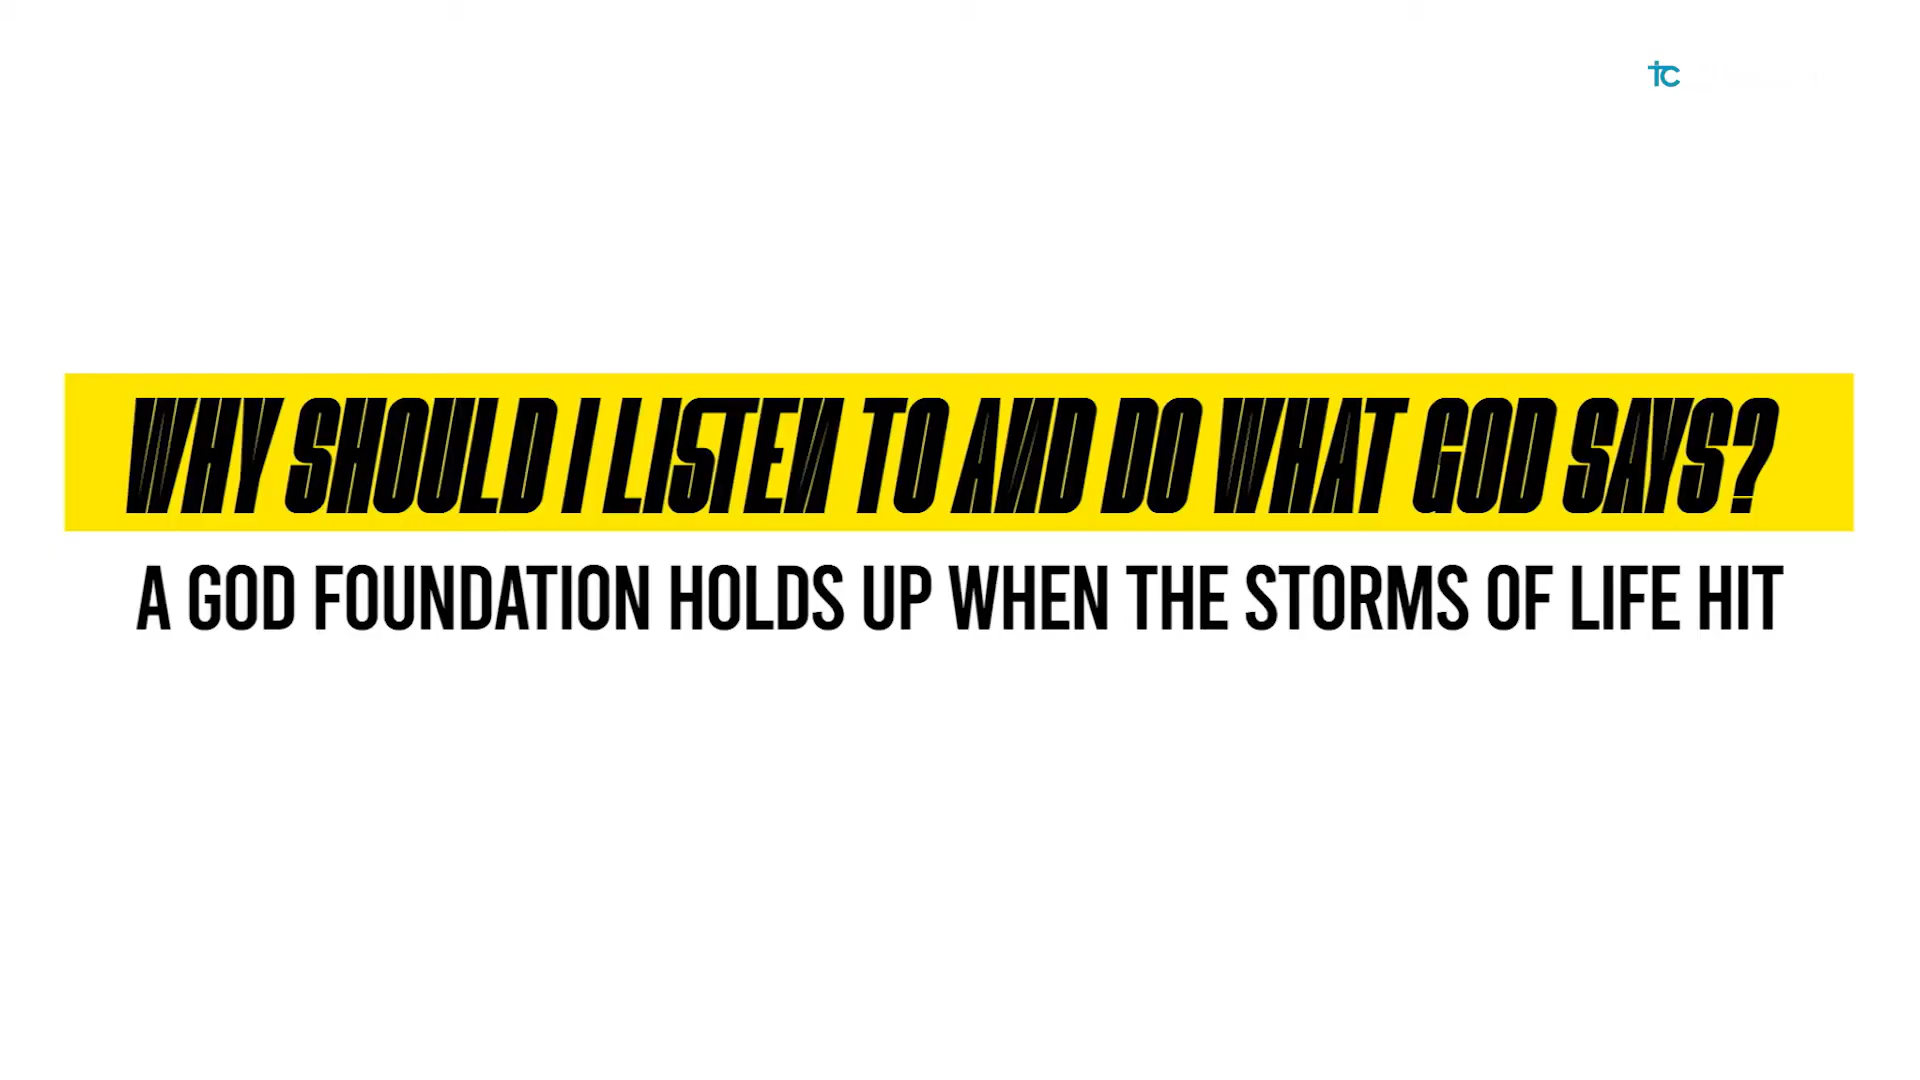 tc
WHY SHOULD I LISTEN TO AND DO WHAT GOD SAYS?
A GOD FOUNDATION HOLDS UP WHEN THE STORMS OF LIFE HIT